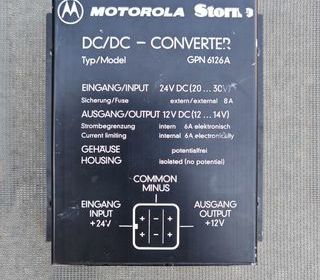 MOTOROLA Storno
DC/DC - CONVERTER
Typ/Model GPN 6126A
EINGANG/INPUT 24V DC (20 ... 30V)
Sicherung/Fuse extern/external 8A
AUSGANG/OUTPUT 12V DC (12 ... 14V)
Strombegrenzung intern 6A elektronisch
Current limiting internal 6A electronically
GEHÄUSE potentialfrei
HOUSING isolated (no potential)
COMMON
MINUS
EINGANG
INPUT
+24V
+ +
- -
AUSGANG
OUTPUT
+12V